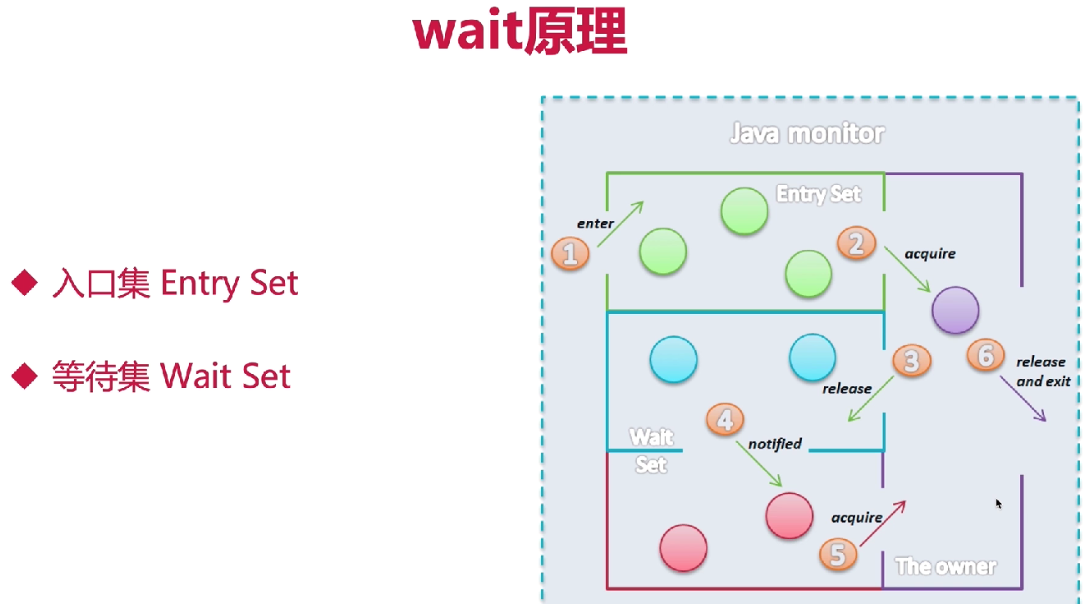 wait原理
◆ 入口集 Entry Set
◆ 等待集 Wait Set
Java monitor
Entry Set
enter
1
2
acquire
3
6
release
release
and exit
4
notified
Wait
Set
acquire
5
The owner